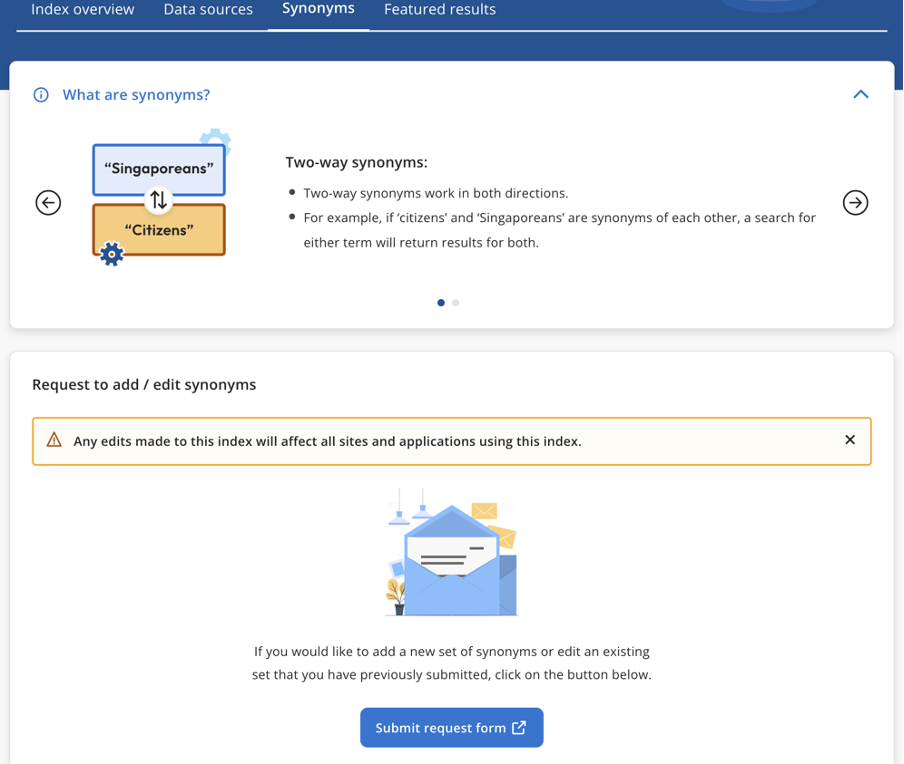 Index overview
Data sources
Synonyms
Featured results
What are synonyms?
“Singaporeans”
“Citizens”
Two-way synonyms:
Two-way synonyms work in both directions.
For example, if ‘citizens’ and ‘Singaporeans’ are synonyms of each other, a search for
either term will return results for both.
Request to add / edit synonyms
Any edits made to this index will affect all sites and applications using this index.
If you would like to add a new set of synonyms or edit an existing
set that you have previously submitted, click on the button below.
Submit request form